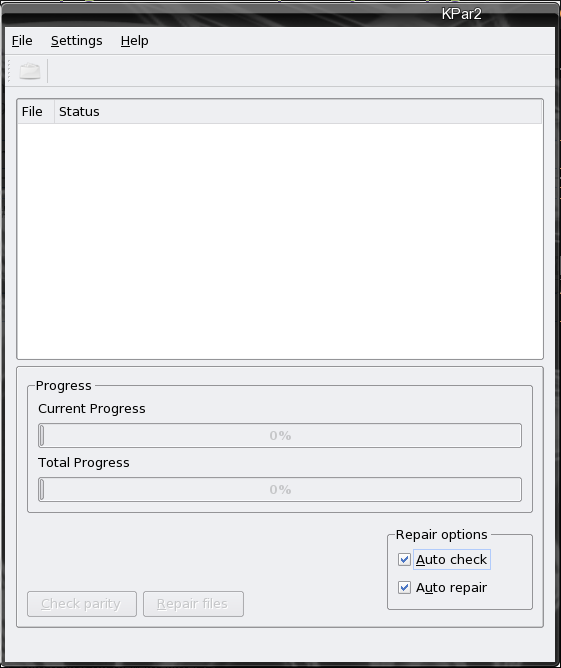 KPar2
File Settings Help
File Status
Progress
Current Progress
0%
Total Progress
0%
Repair options
Auto check
Auto repair
Check parity Repair files